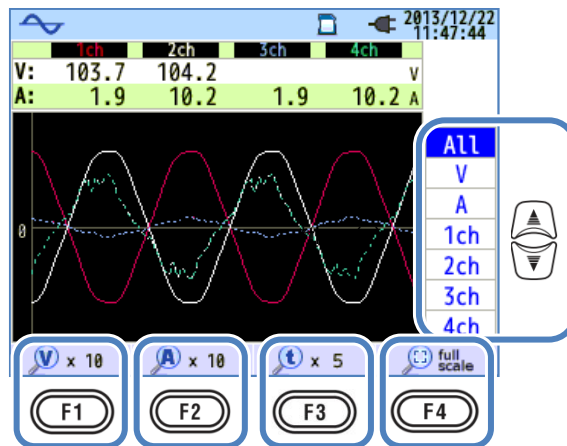 2013/12/22
11:47:44
1ch 2ch 3ch 4ch
V: 103.7 104.2 V
A: 1.9 10.2 1.9 10.2 A
All
V
A
1ch
2ch
3ch
4ch
0
V x 10
A x 10
t x 5
full
scale
F1 F2 F3 F4